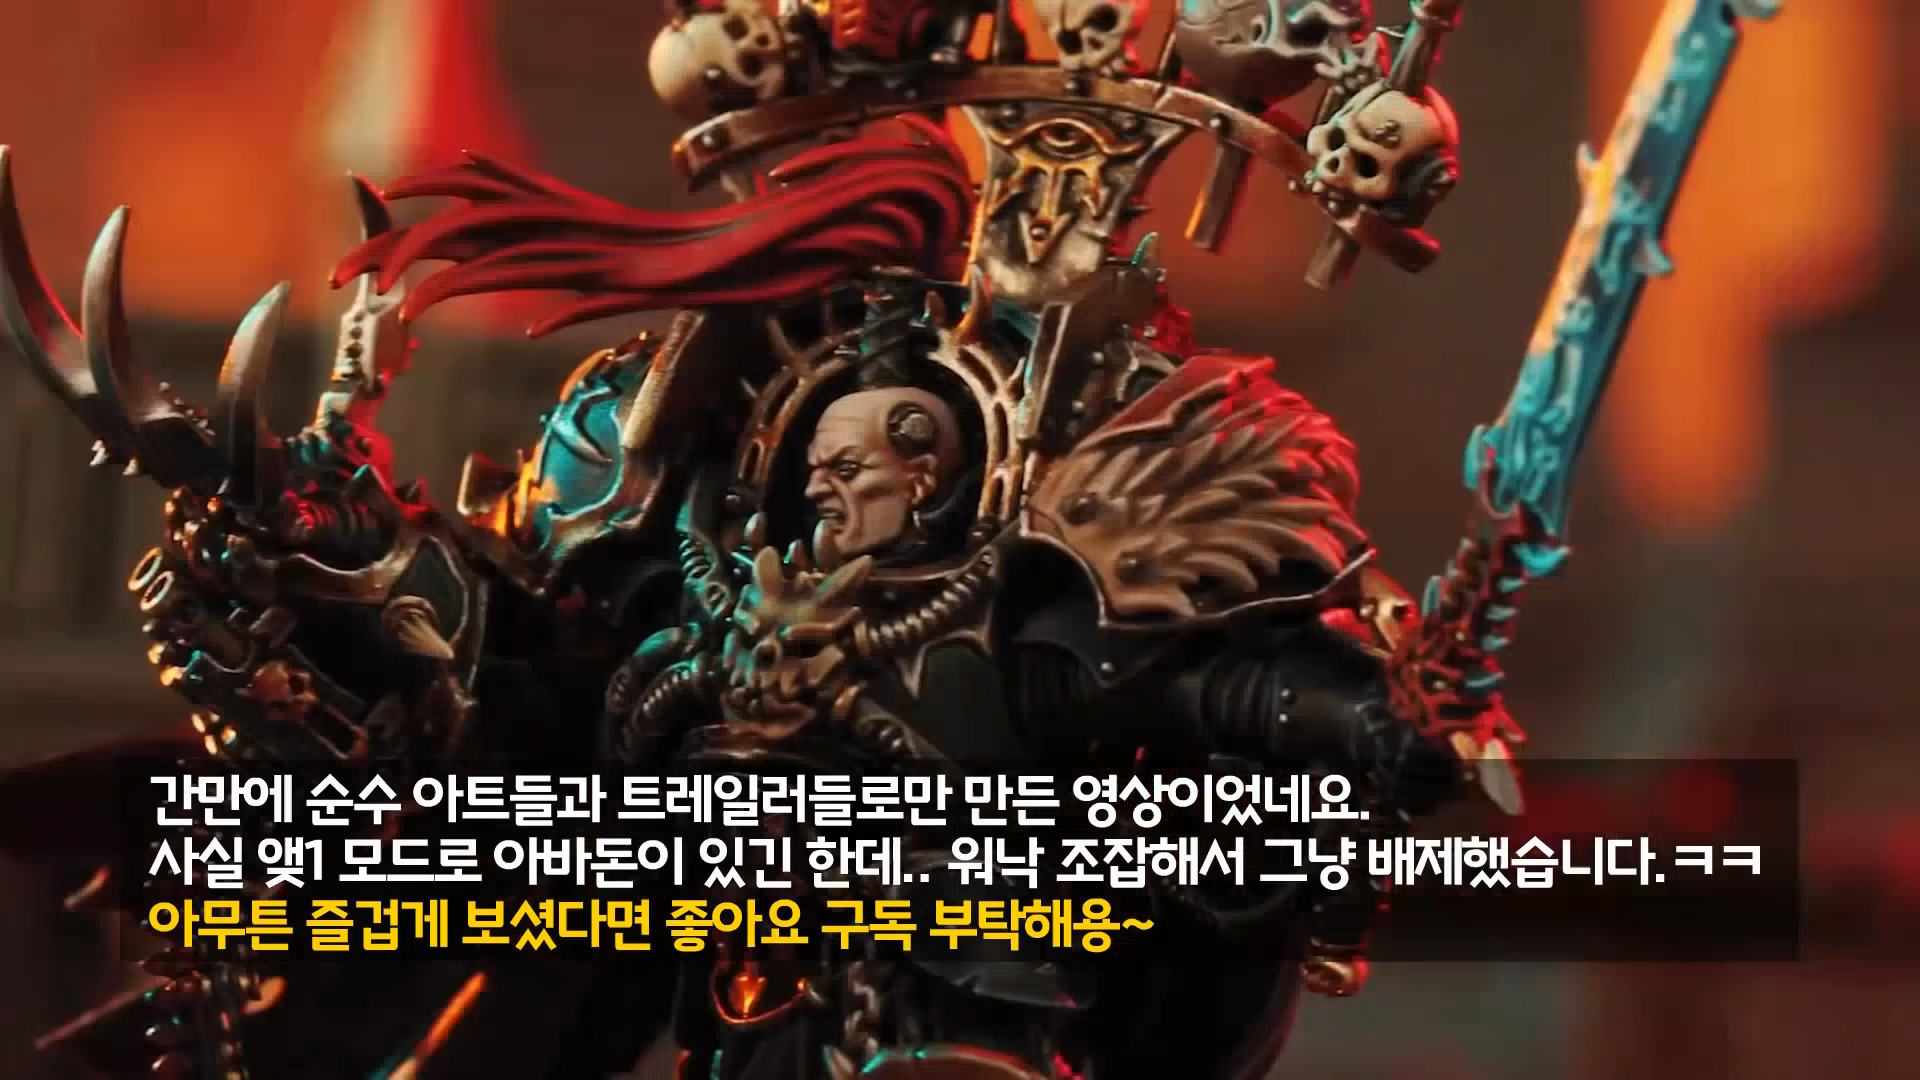 간만에 순수 아트들과 트레일러들로만 만든 영상이었네요.
사실 앶1 모드로 아바돈이 있긴 한데.. 워낙 조잡해서 그냥 배제했습니다.ㅋㅋ
아무튼 즐겁게 보셨다면 좋아요 구독 부탁해용~